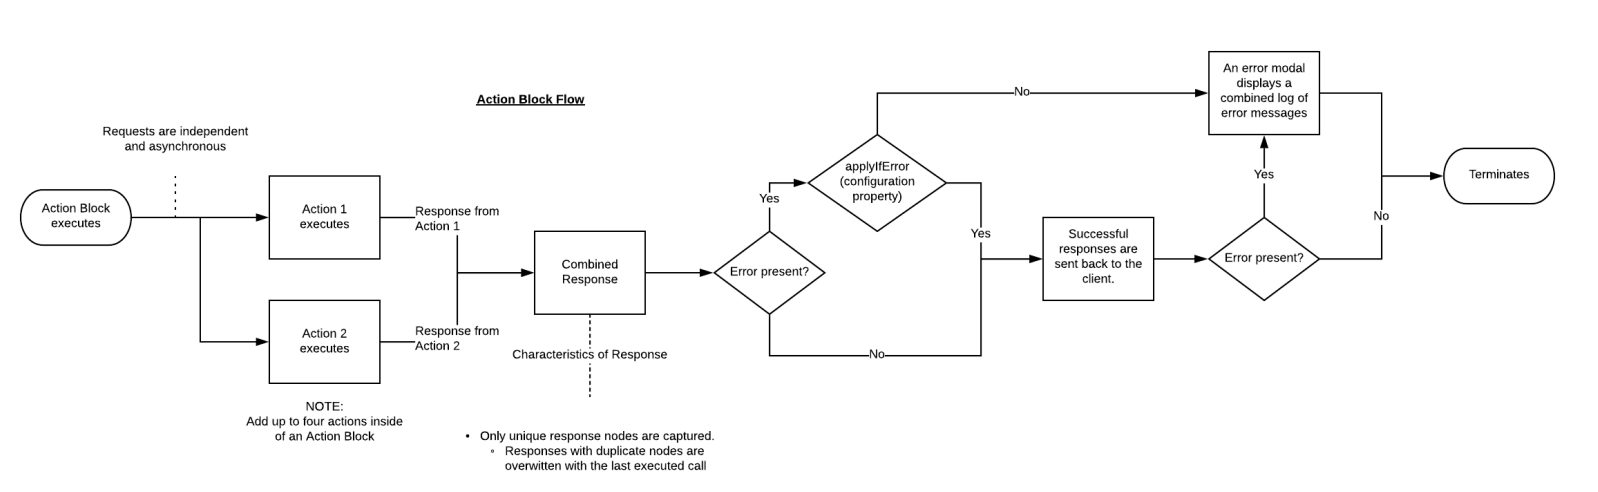 Action Block Flow
Requests are independent
and asynchronous
Action Block
executes
Action 1
executes
Response from
Action 1
Action 2
executes
Response from
Action 2
NOTE:
Add up to four actions inside
of an Action Block
Combined
Response
Characteristics of Response
• Only unique response nodes are captured.
◦ Responses with duplicate nodes are
overwitten with the last executed call
Error present?
Yes
No
applyIfError
(configuration
property)
No
Yes
Successful
responses are
sent back to the
client.
Error present?
Yes
No
An error modal
displays a
combined log of
error messages
Terminates